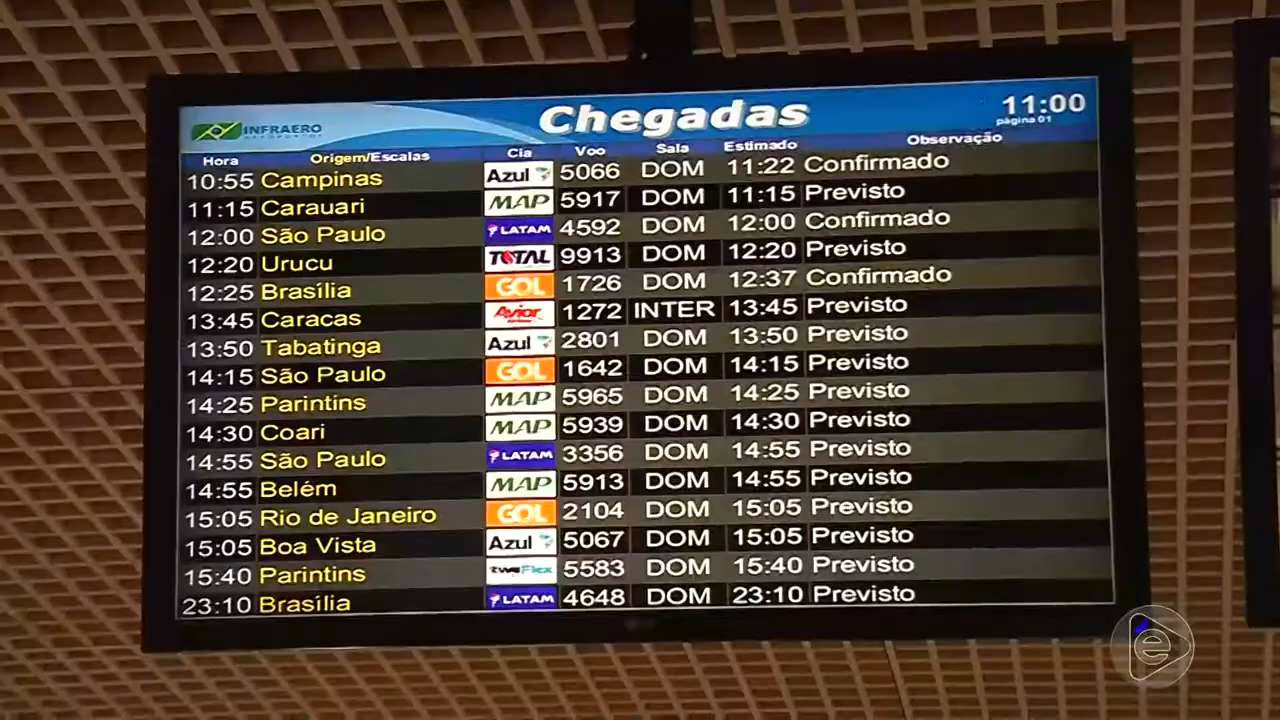 INFRAERO
AEROPORTOS
Chegadas
11:00
página 01
Hora Origem/Escalas Cia Voo Sala Estimado Observação
10:55 Campinas Azul 5066 DOM 11:22 Confirmado
11:15 Carauari MAP 5917 DOM 11:15 Previsto
12:00 São Paulo LATAM 4592 DOM 12:00 Confirmado
12:20 Urucu TOTAL 9913 DOM 12:20 Previsto
12:25 Brasília GOL 1726 DOM 12:37 Confirmado
13:45 Caracas Avior 1272 INTER 13:45 Previsto
13:50 Tabatinga Azul 2801 DOM 13:50 Previsto
14:15 São Paulo GOL 1642 DOM 14:15 Previsto
14:25 Parintins MAP 5965 DOM 14:25 Previsto
14:30 Coari MAP 5939 DOM 14:30 Previsto
14:55 São Paulo LATAM 3356 DOM 14:55 Previsto
14:55 Belém MAP 5913 DOM 14:55 Previsto
15:05 Rio de Janeiro GOL 2104 DOM 15:05 Previsto
15:05 Boa Vista Azul 5067 DOM 15:05 Previsto
15:40 Parintins twoFlex 5583 DOM 15:40 Previsto
23:10 Brasília LATAM 4648 DOM 23:10 Previsto
e